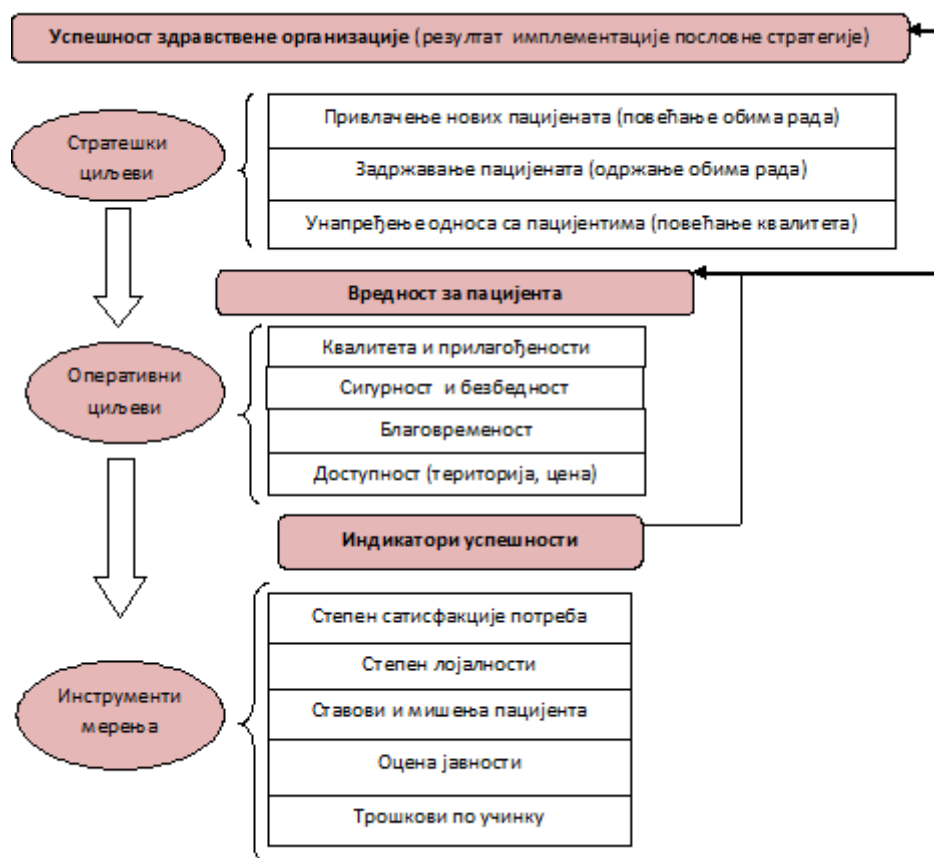 Успешност здравствене организације (резултат имплементације пословне стратегије)
Стратешки
циљеви
Привлачење нових пацијената (повећање обима рада)
Задржавање пацијената (одржање обима рада)
Унапређење односа са пацијентима (повећање квалитета)
Вредност за пацијента
Оперативни
циљеви
Квалитета и прилагођености
Сигурност и безбедност
Благовременост
Доступност (територија, цена)
Индикатори успешности
Инструменти
мерења
Степен сатисфакције потреба
Степен лојалности
Ставови и мишења пацијента
Оцена јавности
Трошкови по учинку